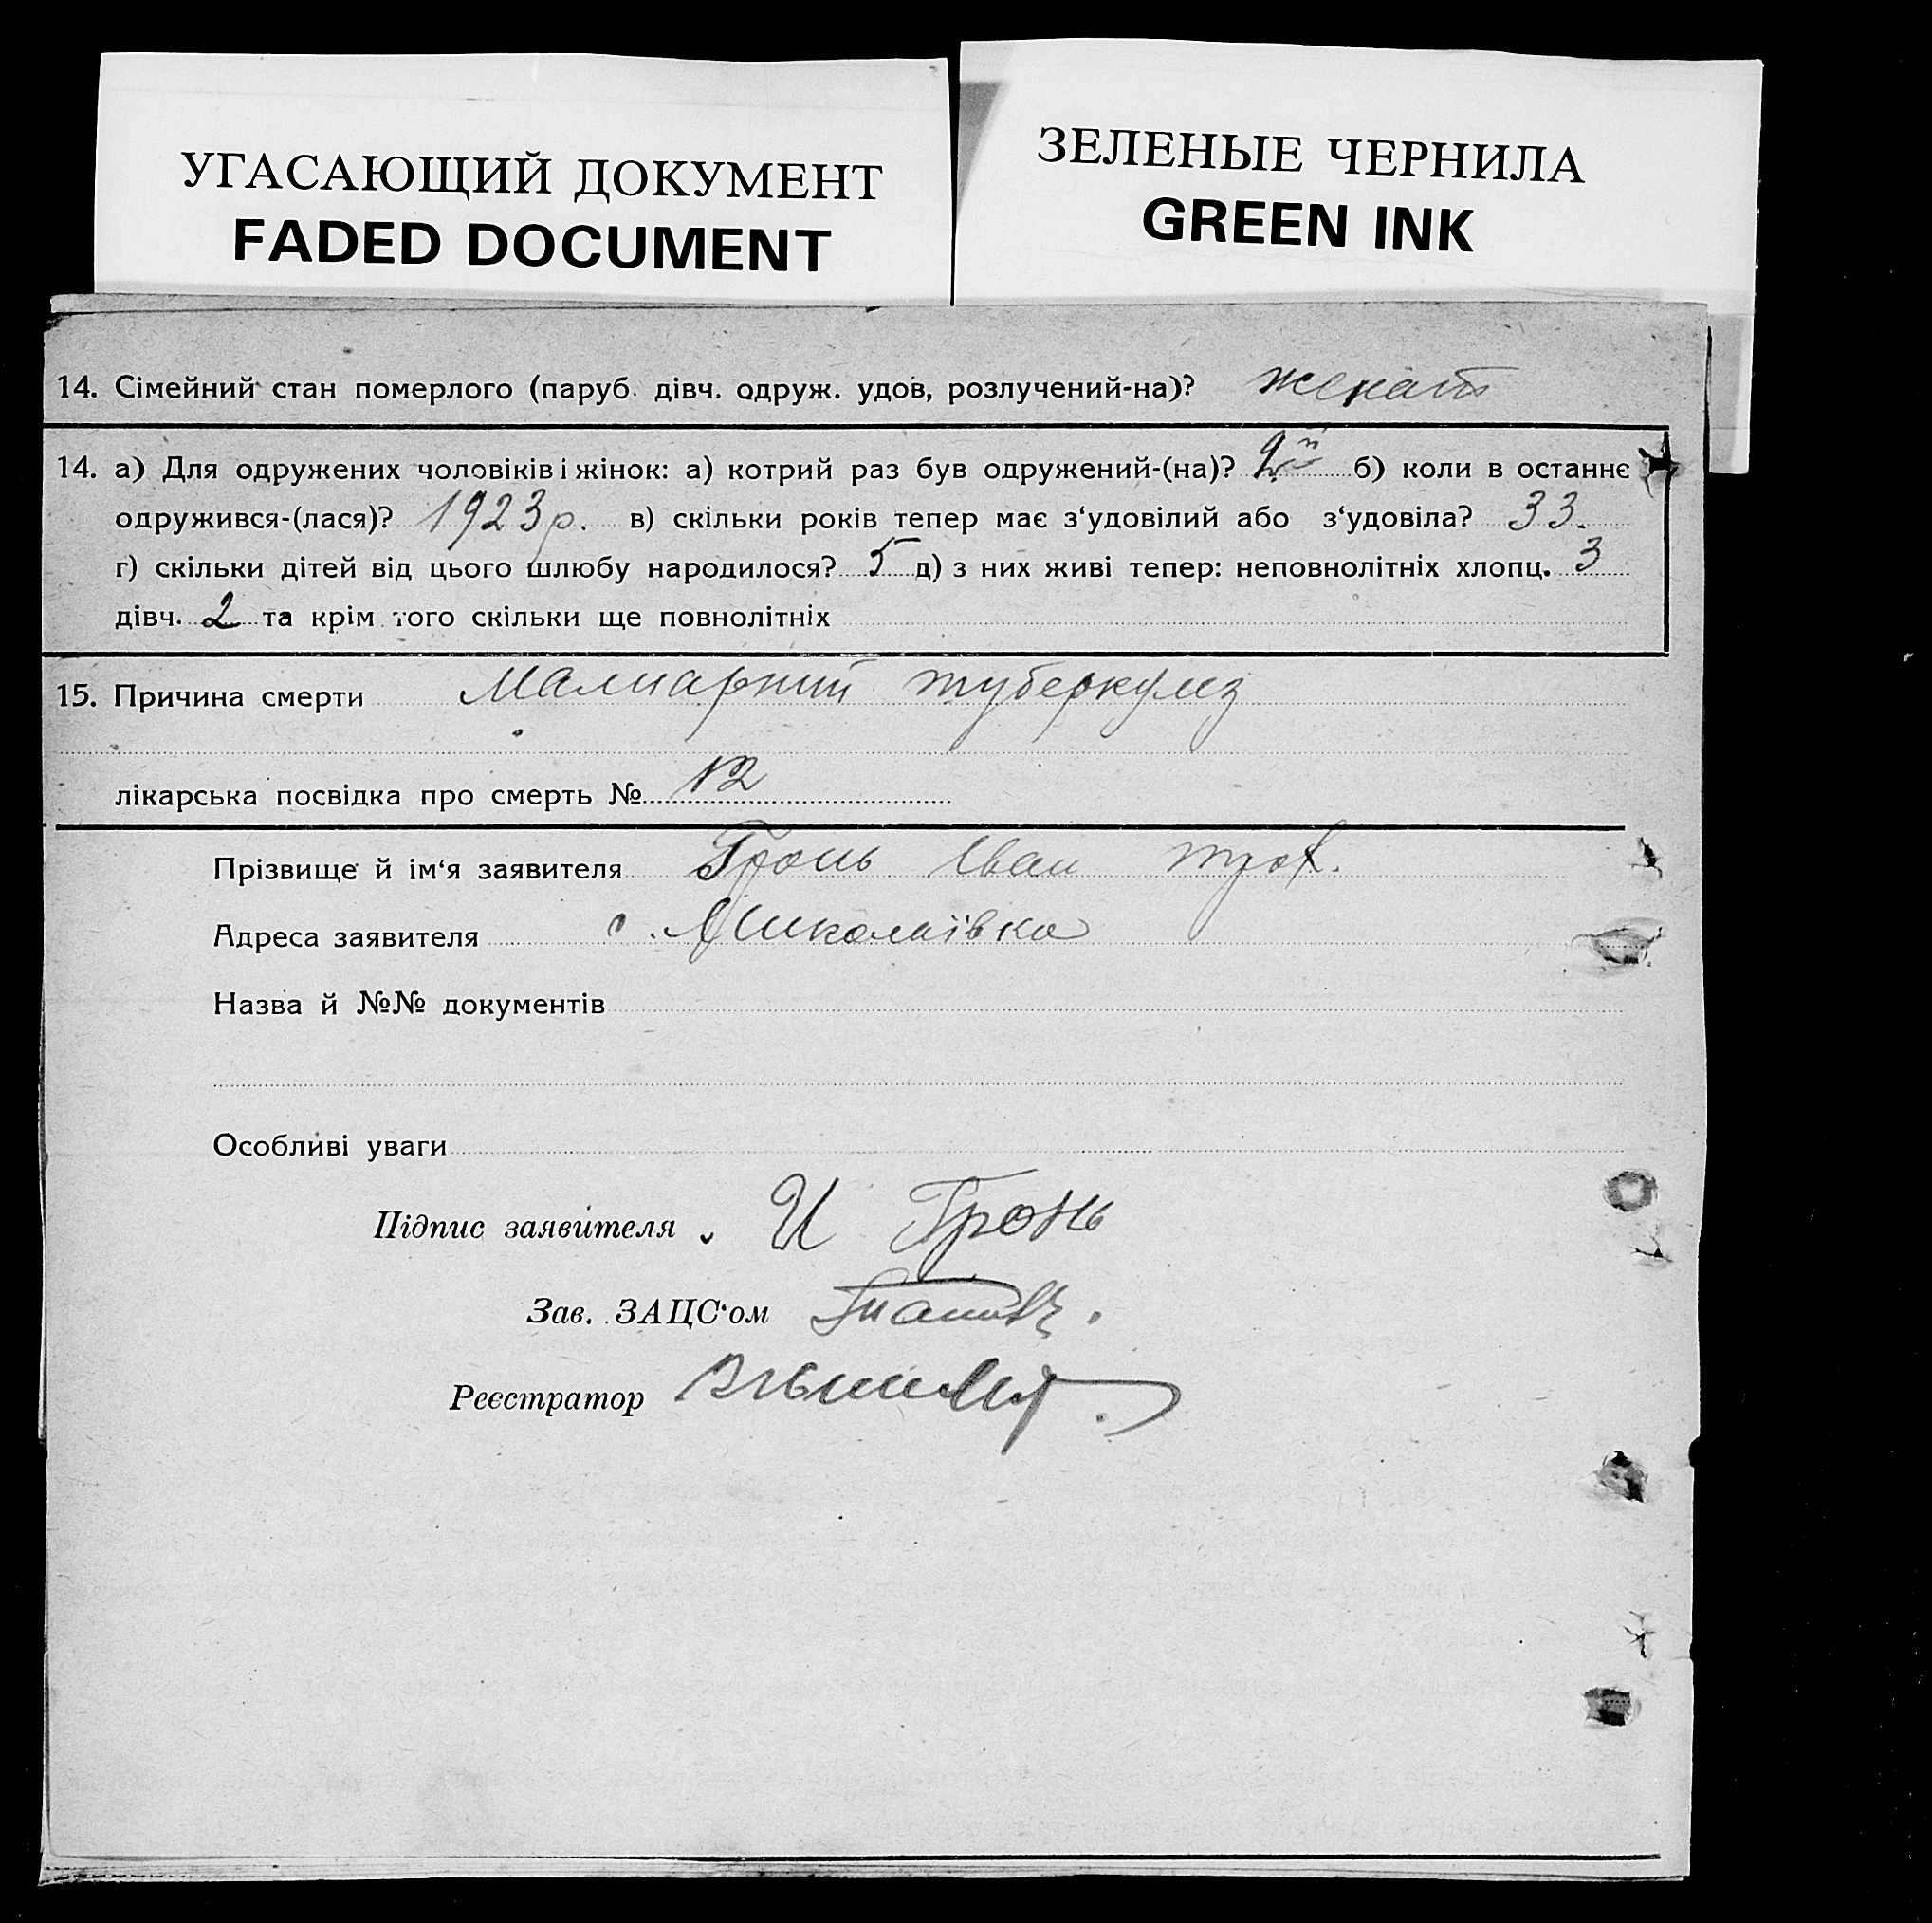 УГАСАЮЩИЙ ДОКУМЕНТ
FADED DOCUMENT
ЗЕЛЕНЫЕ ЧЕРНИЛА
GREEN INK
14. Сімейний стан померлого (паруб. дівч. одруж. удов, розлучений-на)? женат
14. а) Для одружених чоловіків і жінок: а) котрий раз був одружений-(на)? 2й б) коли в останнє
одружився-(лася)? 1923 р. в) скільки років тепер має з‘удовілий або з‘удовіла? 33.
г) скільки дітей від цього шлюбу народилося? 5 д) з них живі тепер: неповнолітніх хлопц. 3
дівч. 2 та крім того скільки ще повнолітніх
15. Причина смерти туберкулез
лікарська посвідка про смерть № 12
Прізвище й ім‘я заявителя Гронь Іван
Адреса заявителя с. Миколаївка
Назва й №№ документів
Особливі уваги
Підпис заявителя И Гронь
Зав. ЗАЦС‘ом
Реєстратор